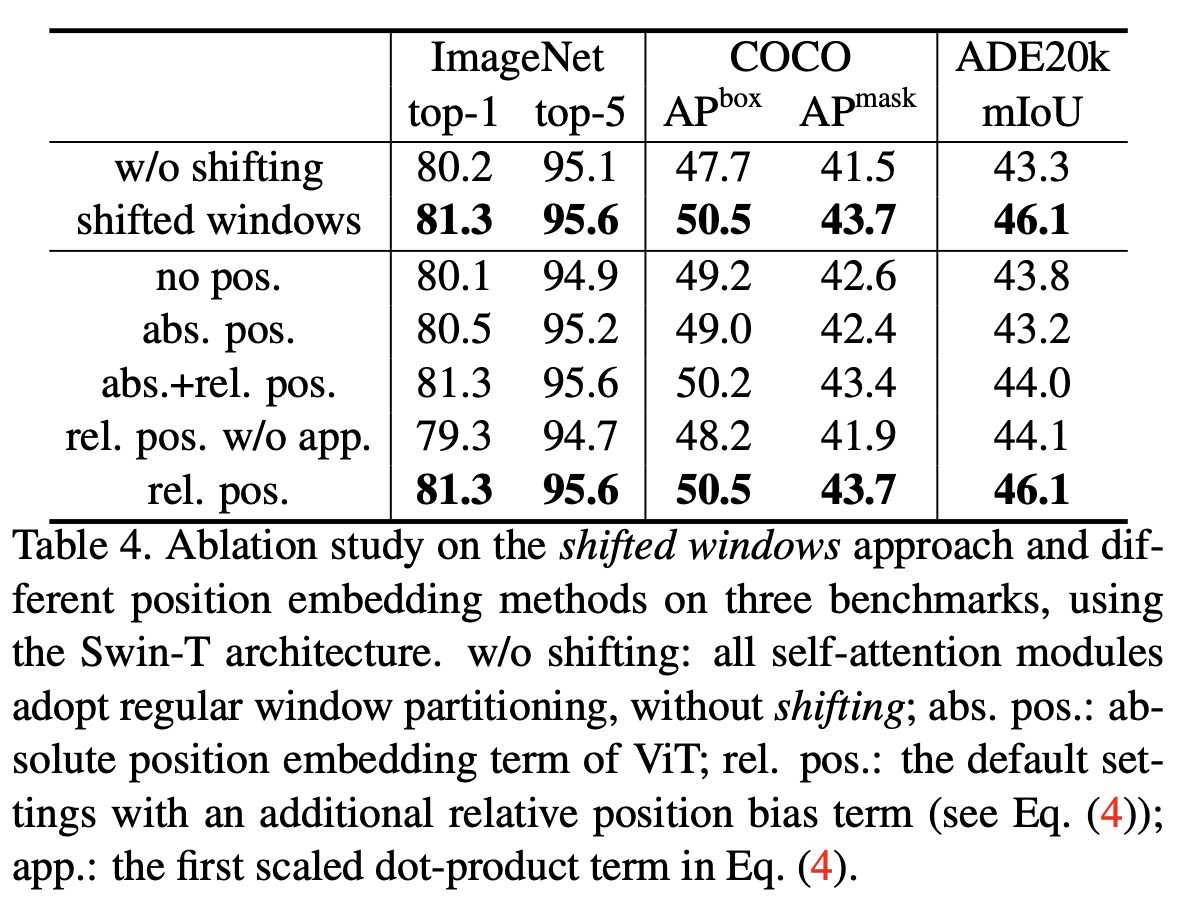 ImageNet COCO ADE20k
top-1 top-5 AP^box AP^mask mIoU
w/o shifting 80.2 95.1 47.7 41.5 43.3
shifted windows 81.3 95.6 50.5 43.7 46.1
no pos. 80.1 94.9 49.2 42.6 43.8
abs. pos. 80.5 95.2 49.0 42.4 43.2
abs.+rel. pos. 81.3 95.6 50.2 43.4 44.0
rel. pos. w/o app. 79.3 94.7 48.2 41.9 44.1
rel. pos. 81.3 95.6 50.5 43.7 46.1
Table 4. Ablation study on the shifted windows approach and dif-
ferent position embedding methods on three benchmarks, using
the Swin-T architecture. w/o shifting: all self-attention modules
adopt regular window partitioning, without shifting; abs. pos.: ab-
solute position embedding term of ViT; rel. pos.: the default set-
tings with an additional relative position bias term (see Eq. (4));
app.: the first scaled dot-product term in Eq. (4).